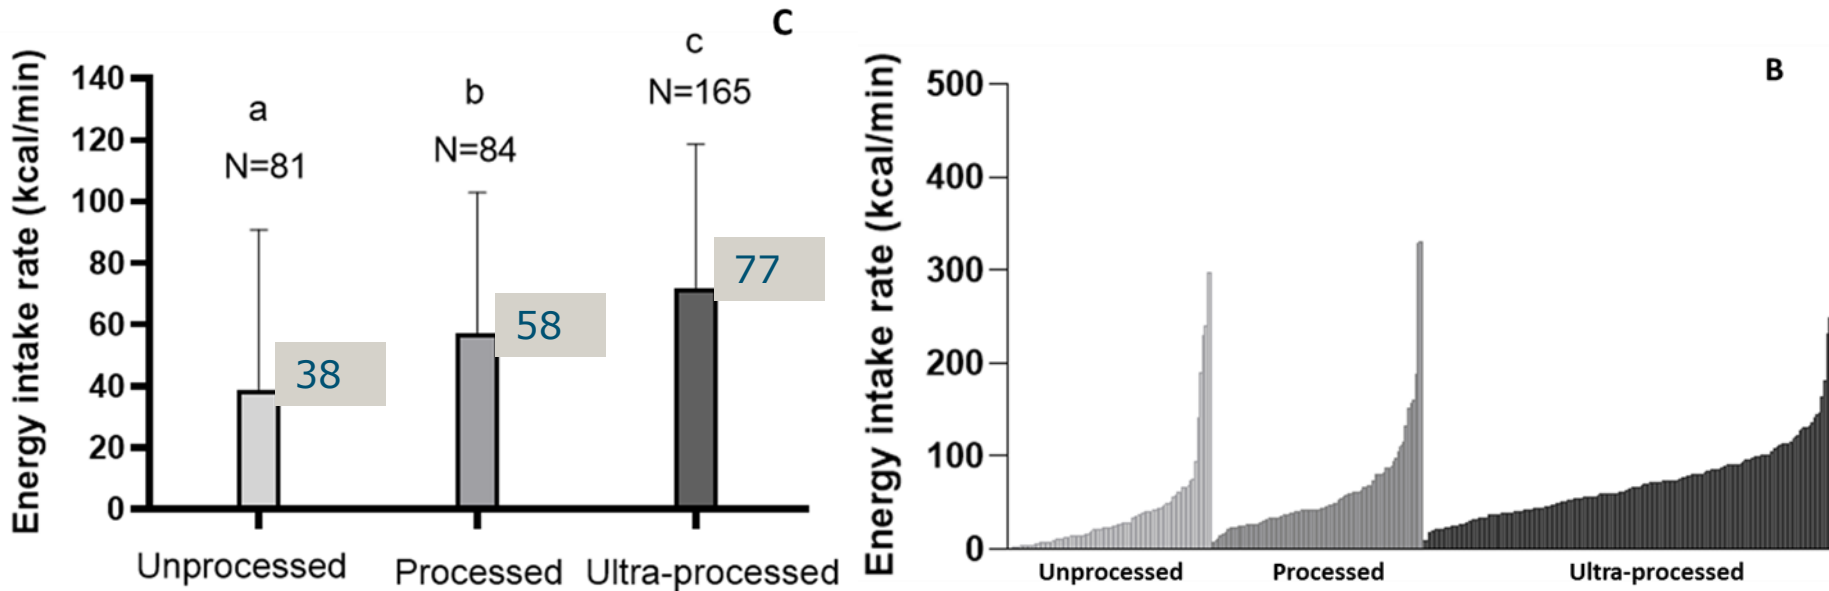 C
Energy intake rate (kcal/min)
140
120
100
80
60
40
20
0
a
N=81
b
N=84
c
N=165
38
58
77
Unprocessed
Processed
Ultra-processed
B
Energy intake rate (kcal/min)
500
400
300
200
100
0
Unprocessed
Processed
Ultra-processed